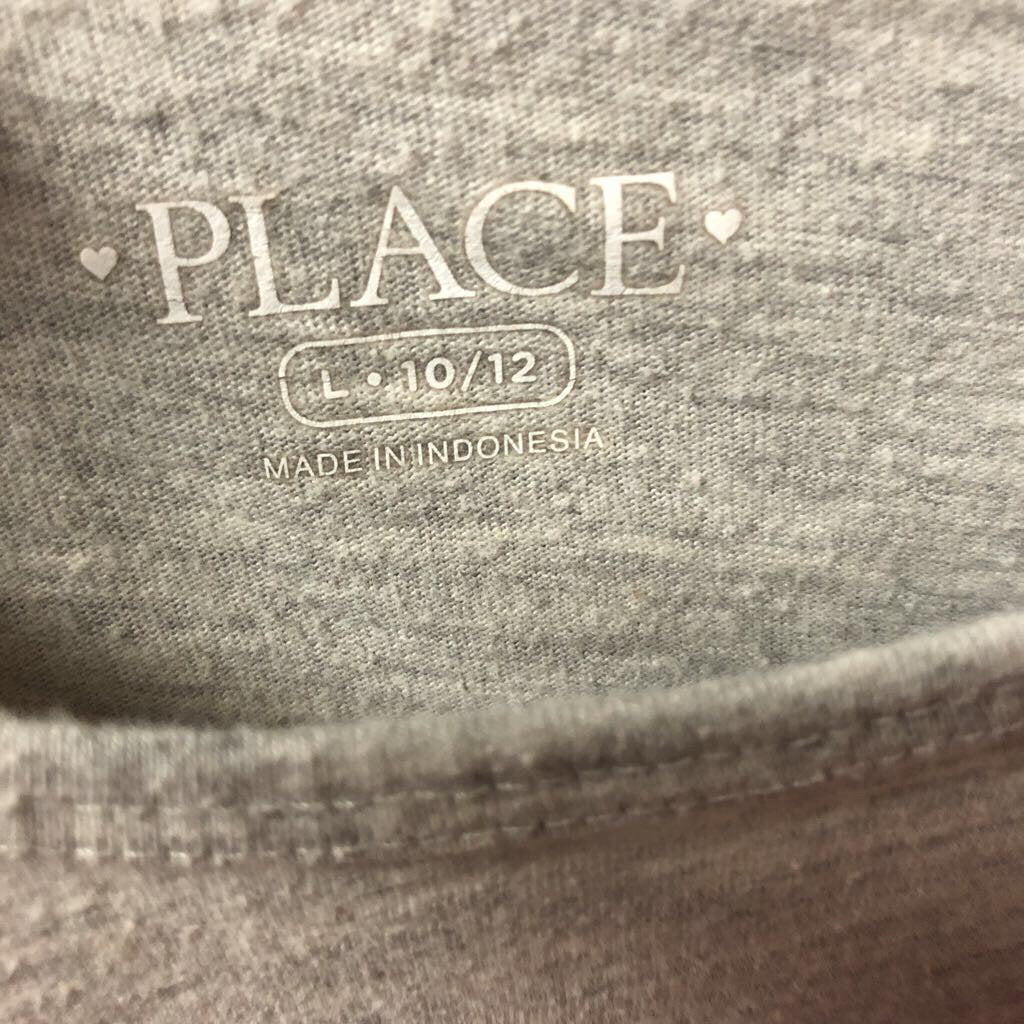 PLACE
L • 10/12
MADE IN INDONESIA